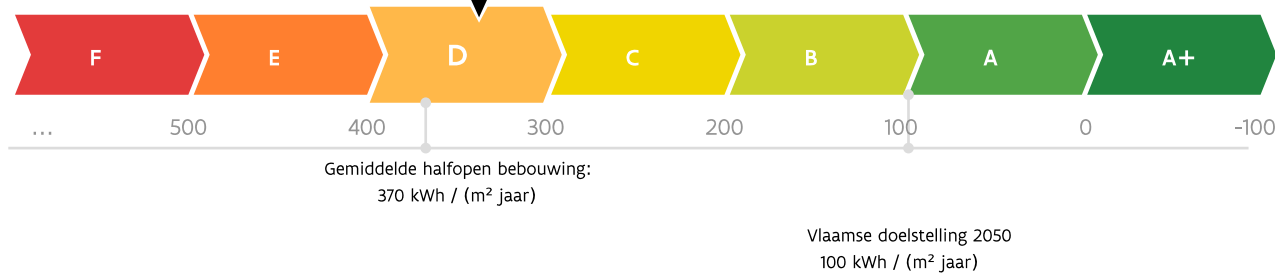 F E D C B A A+
... 500 400 300 200 100 0 -100
Gemiddelde halfopen bebouwing:
370 kWh / (m² jaar)
Vlaamse doelstelling 2050
100 kWh / (m² jaar)